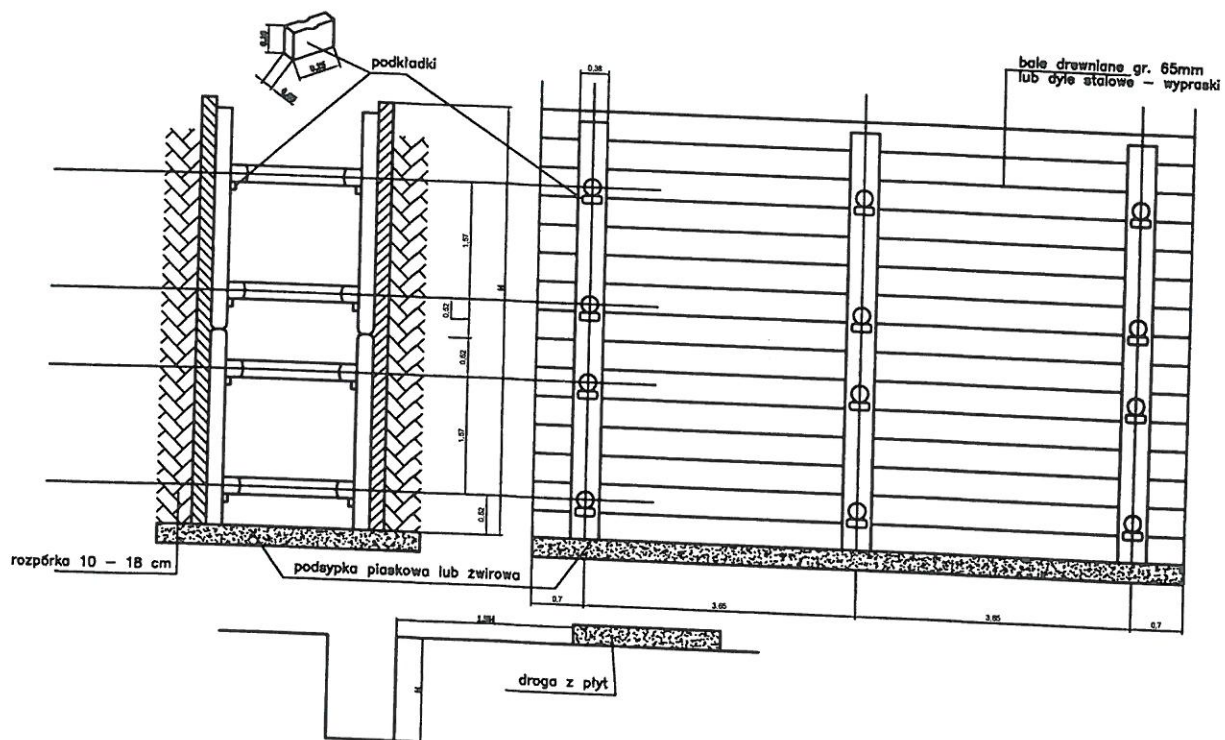 podkładki
0,38
bale drewniane gr. 65mm
lub dyle stalowe – wypraski
1,57
H
0,52
0,62
1,57
0,52
rozpórka 10 – 18 cm
podsypka piaskowa lub żwirowa
0,7
3.65
3.65
0,7
H
droga z płyt